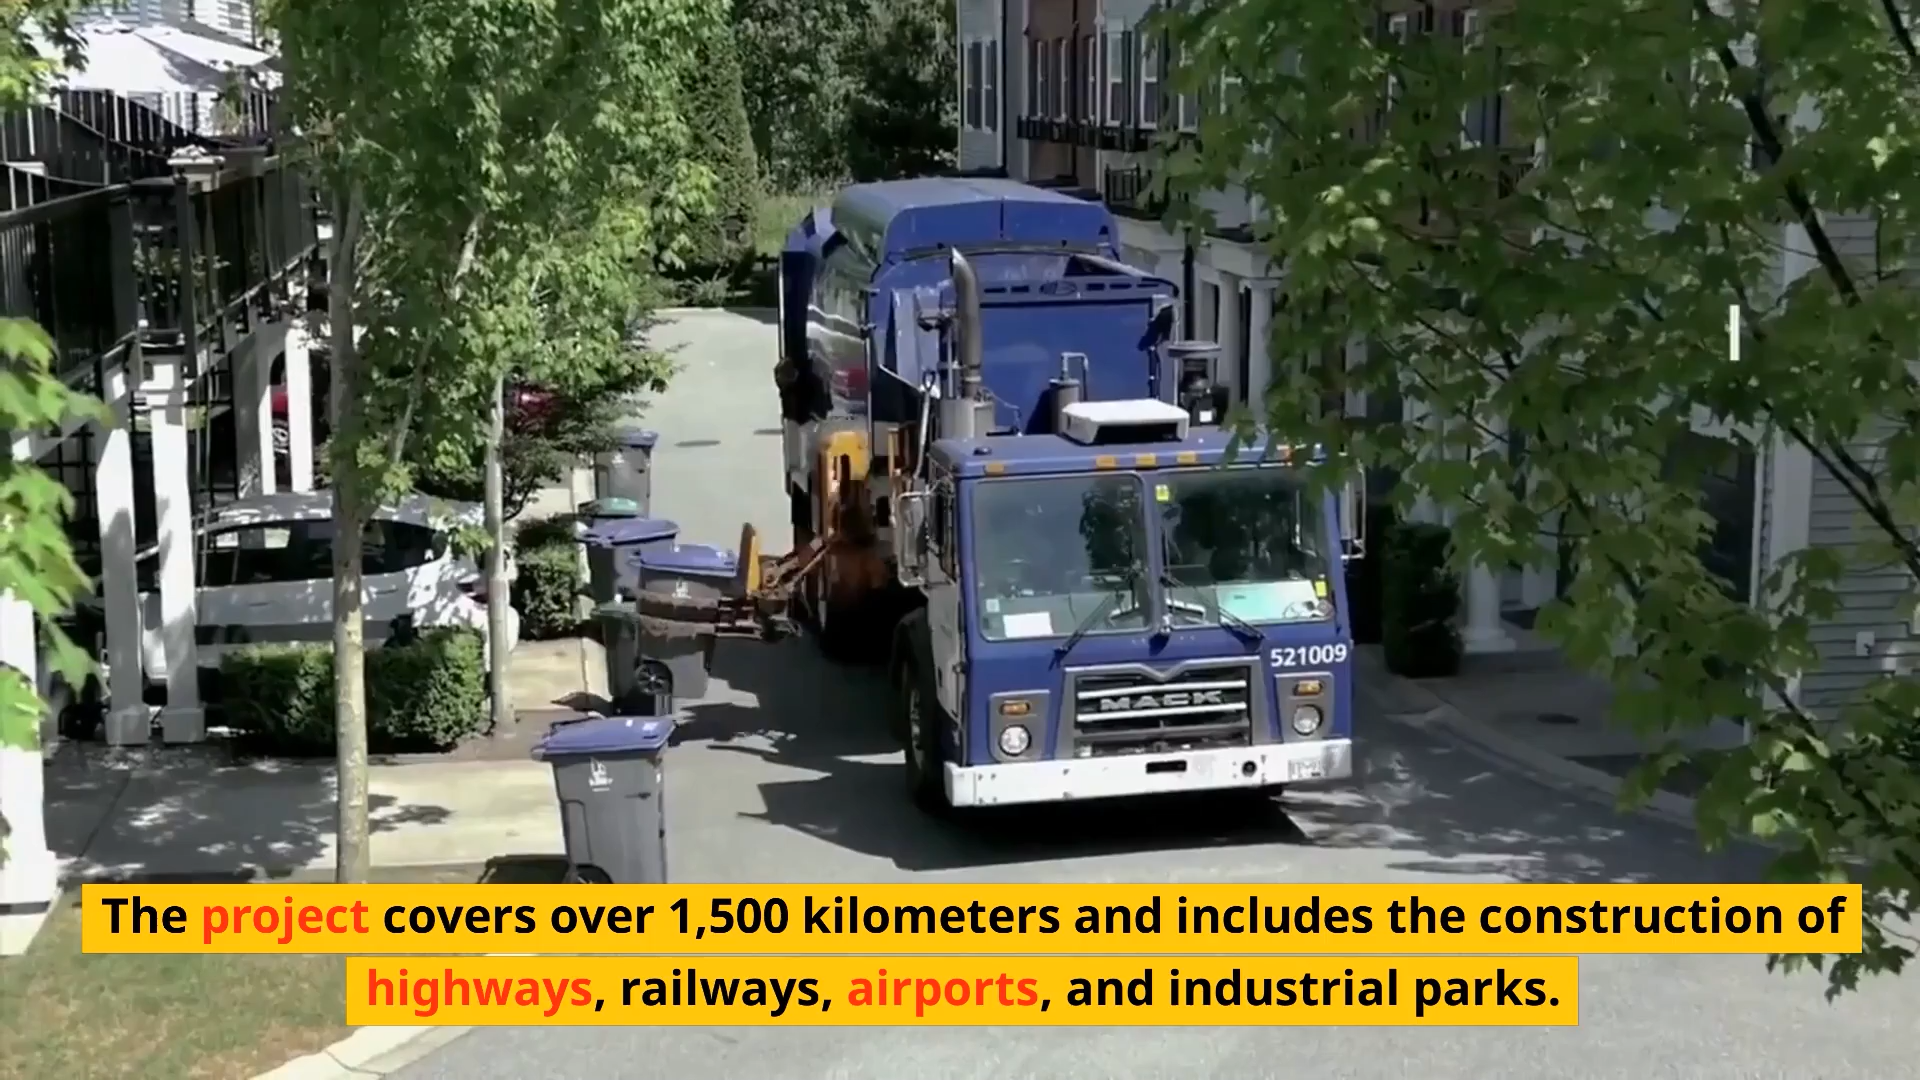 521009
MACK
The project covers over 1,500 kilometers and includes the construction of
highways, railways, airports, and industrial parks.